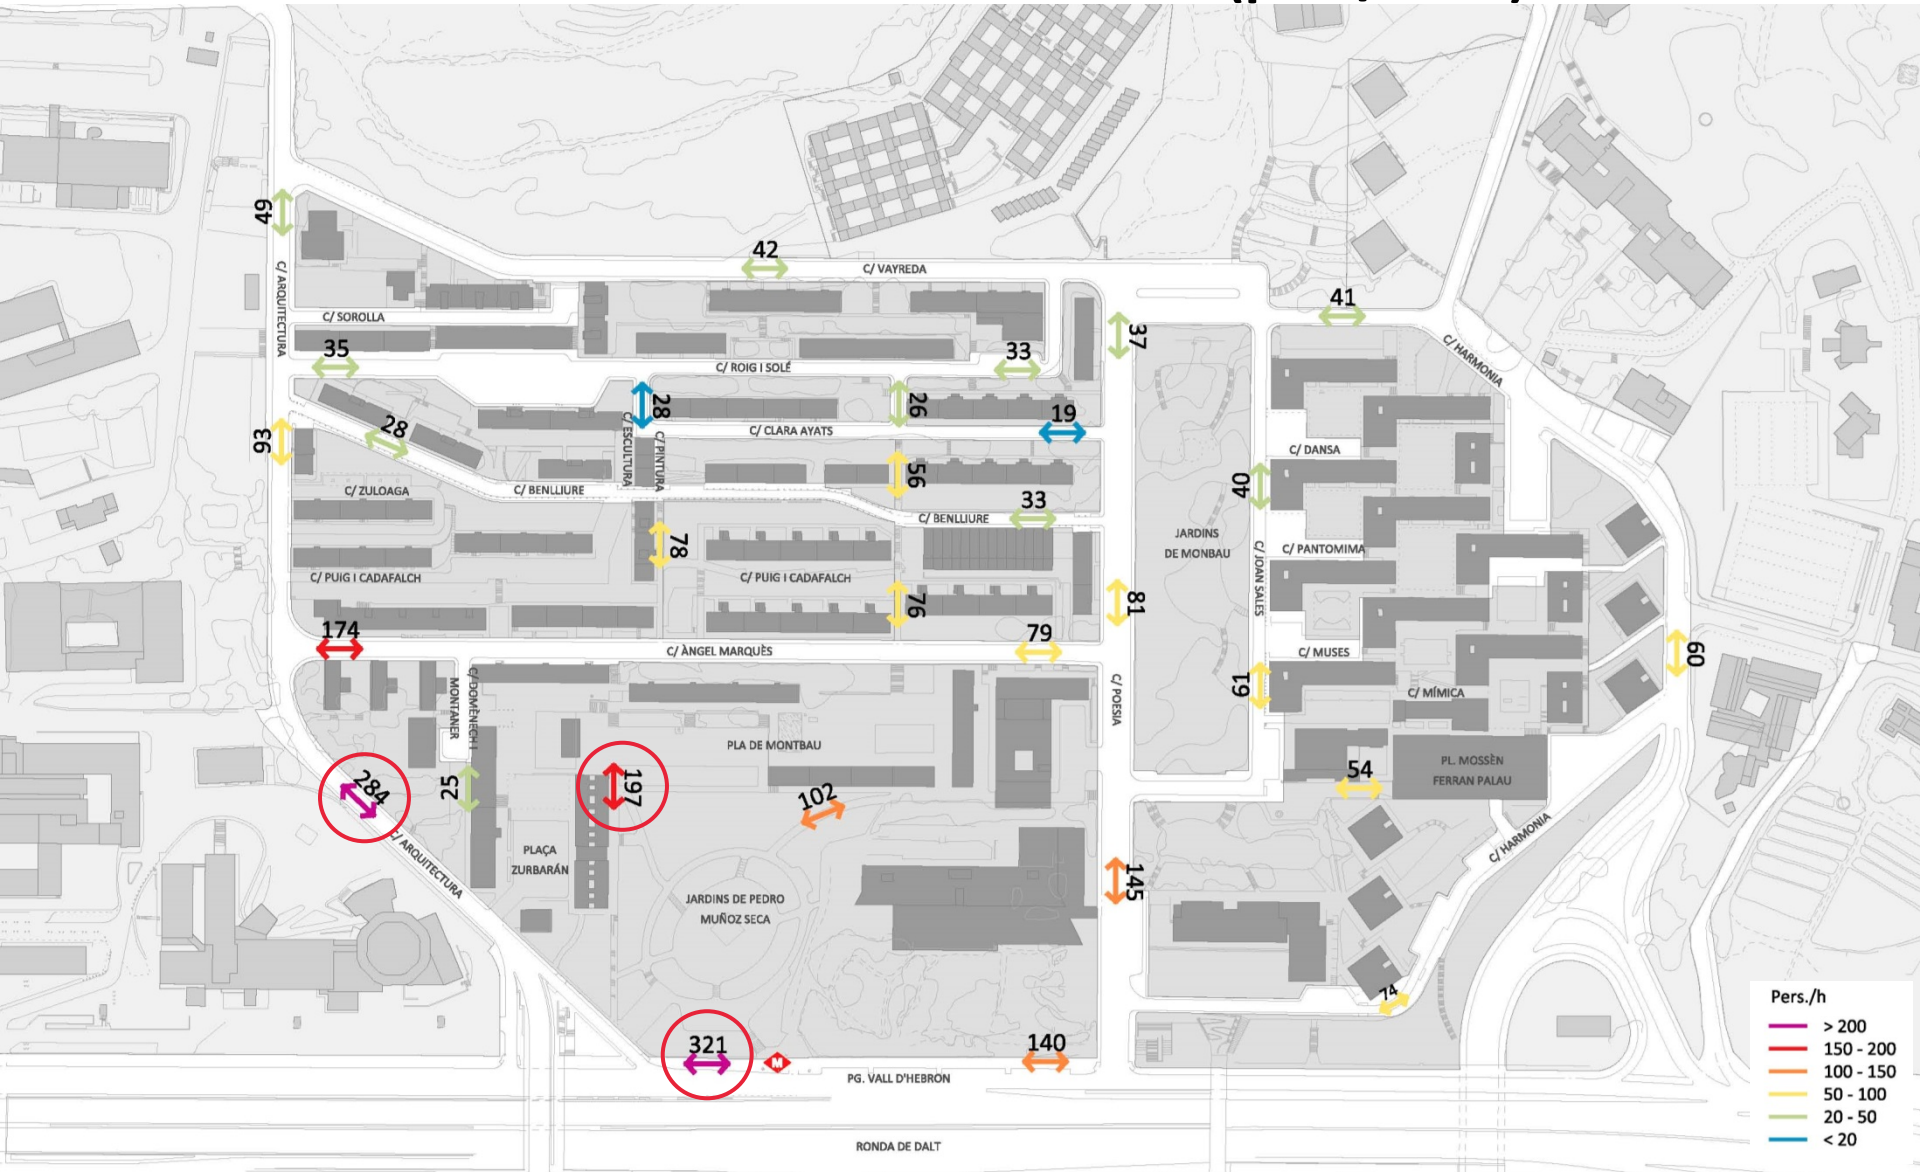 49
42
C/ VAYREDA
C/ ARQUITECTURA
C/ SOROLLA
41
37
35
33
C/ ROIG I SOLÉ
C/ HARMONIA
28
26
19
C/ CLARA AYATS
C/ ESCULTURA
C/ PINTURA
93
28
C/ DANSA
56
40
C/ ZULOAGA
C/ BENLLIURE
33
C/ BENLLIURE
JARDINS
DE MONBAU
78
C/ PANTOMIMA
C/ JOAN SALES
C/ PUIG I CADAFALCH
C/ PUIG I CADAFALCH
76
81
174
79
C/ ÀNGEL MARQUÈS
C/ MUSES
60
61
C/ MÍMICA
C/ DOMÈNECH I
MONTANER
C/ POESIA
PLA DE MONTBAU
PL. MOSSÈN
FERRAN PALAU
54
284
25
197
102
C/ ARQUITECTURA
PLAÇA
ZURBARÁN
C/ HARMONIA
145
JARDINS DE PEDRO
MUÑOZ SECA
74
321
M
140
PG. VALL D'HEBRON
RONDA DE DALT
Pers./h
> 200
150 - 200
100 - 150
50 - 100
20 - 50
< 20